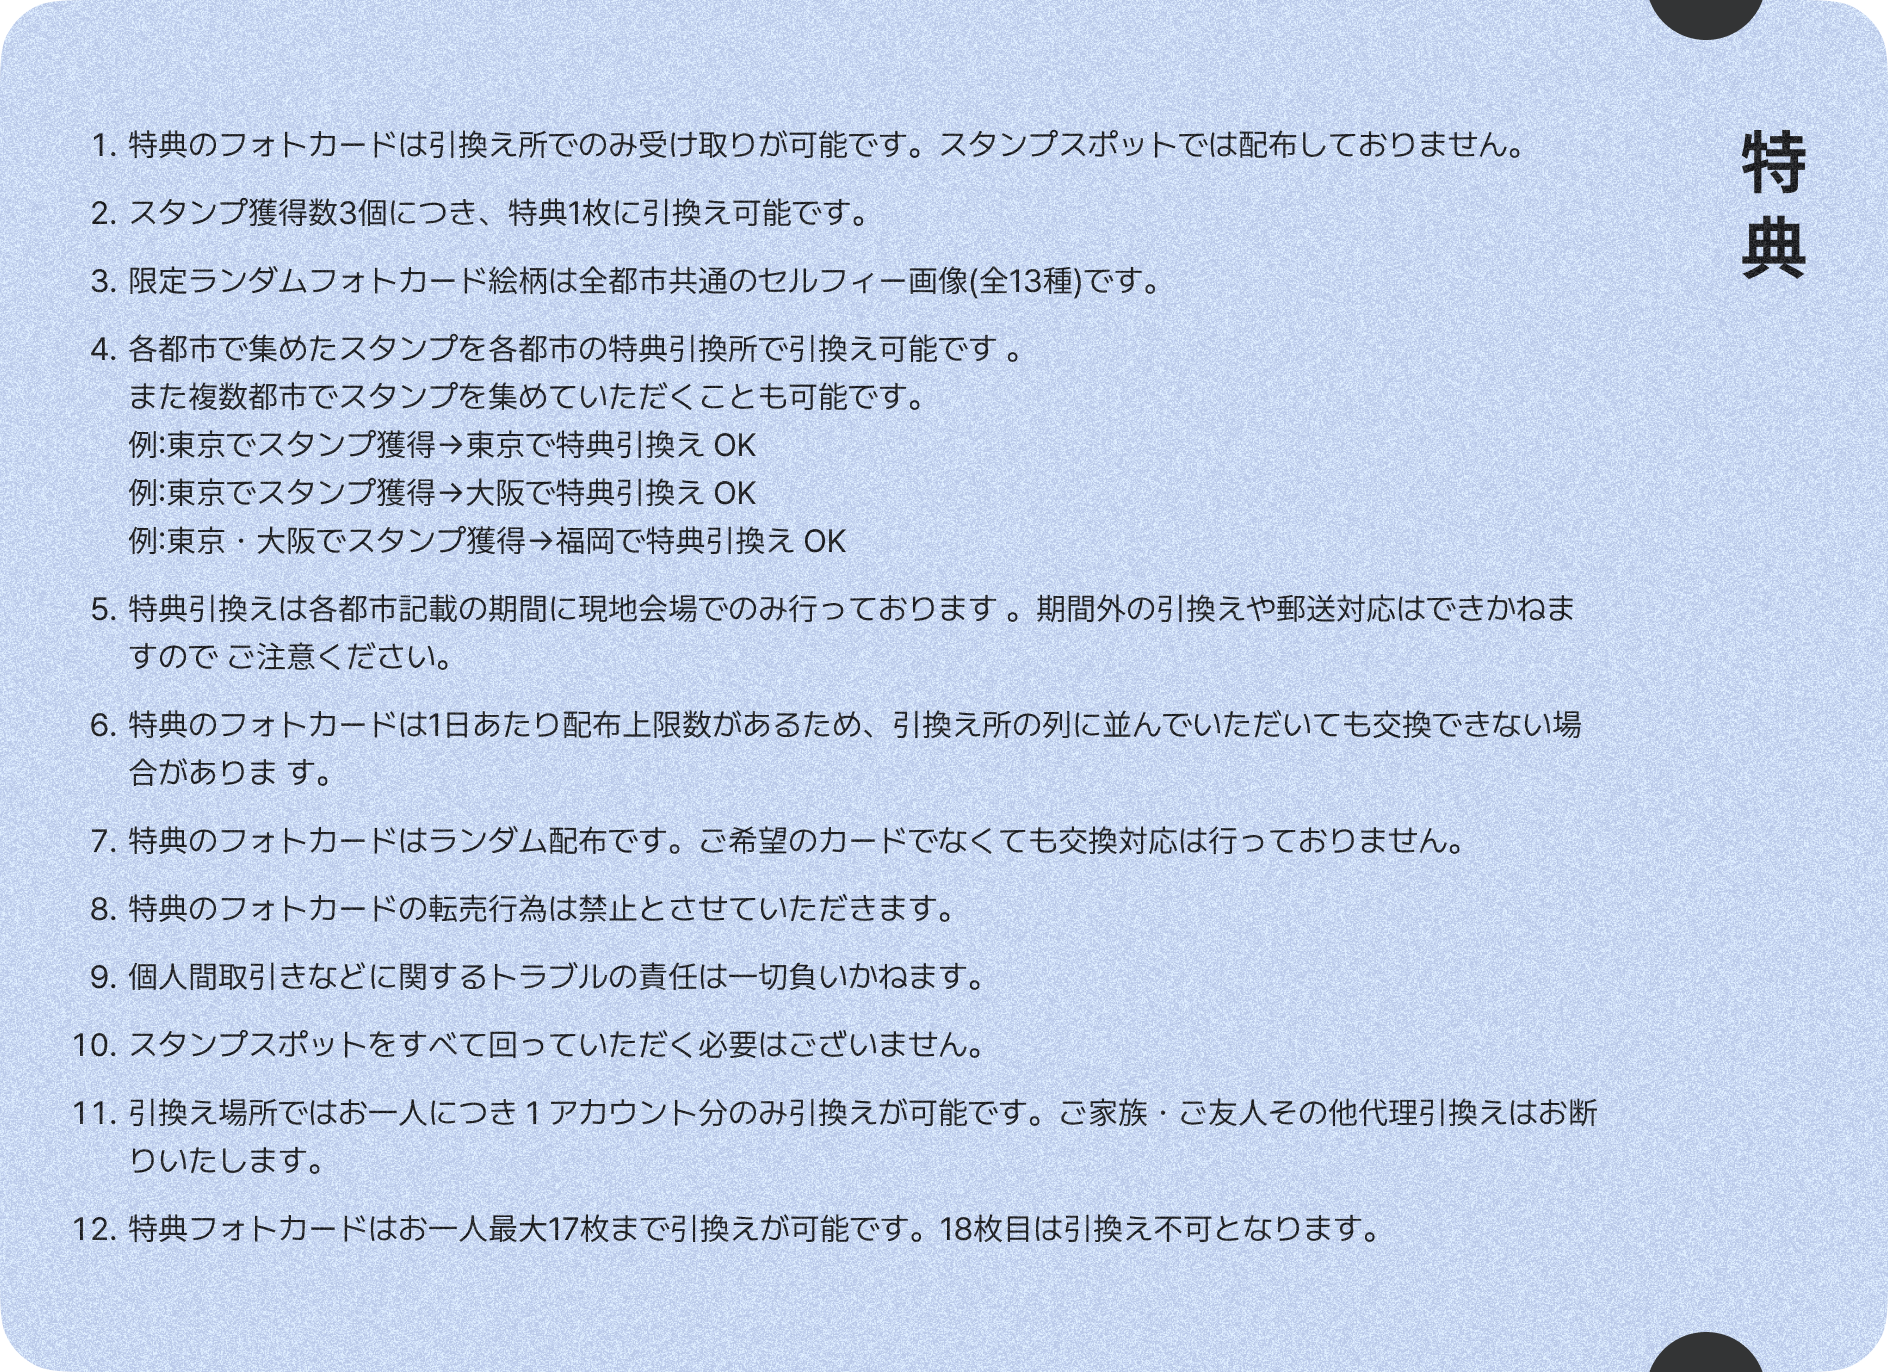 特典
1. 特典のフォトカードは引換え所でのみ受け取りが可能です。スタンプスポットでは配布しておりません。
2. スタンプ獲得数3個につき、特典1枚に引換え可能です。
3. 限定ランダムフォトカード絵柄は全都市共通のセルフィー画像(全13種)です。
4. 各都市で集めたスタンプを各都市の特典引換所で引換え可能です 。
また複数都市でスタンプを集めていただくことも可能です。
例:東京でスタンプ獲得→東京で特典引換え OK
例:東京でスタンプ獲得→大阪で特典引換え OK
例:東京・大阪でスタンプ獲得→福岡で特典引換え OK
5. 特典引換えは各都市記載の期間に現地会場でのみ行っております 。期間外の引換えや郵送対応はできかねま
すので ご注意ください。
6. 特典のフォトカードは1日あたり配布上限数があるため、引換え所の列に並んでいただいても交換できない場
合がありま す。
7. 特典のフォトカードはランダム配布です。ご希望のカードでなくても交換対応は行っておりません。
8. 特典のフォトカードの転売行為は禁止とさせていただきます。
9. 個人間取引きなどに関するトラブルの責任は一切負いかねます。
10. スタンプスポットをすべて回っていただく必要はございません。
11. 引換え場所ではお一人につき 1 アカウント分のみ引換えが可能です。ご家族・ご友人その他代理引換えはお断
りいたします。
12. 特典フォトカードはお一人最大17枚まで引換えが可能です。18枚目は引換え不可となります。